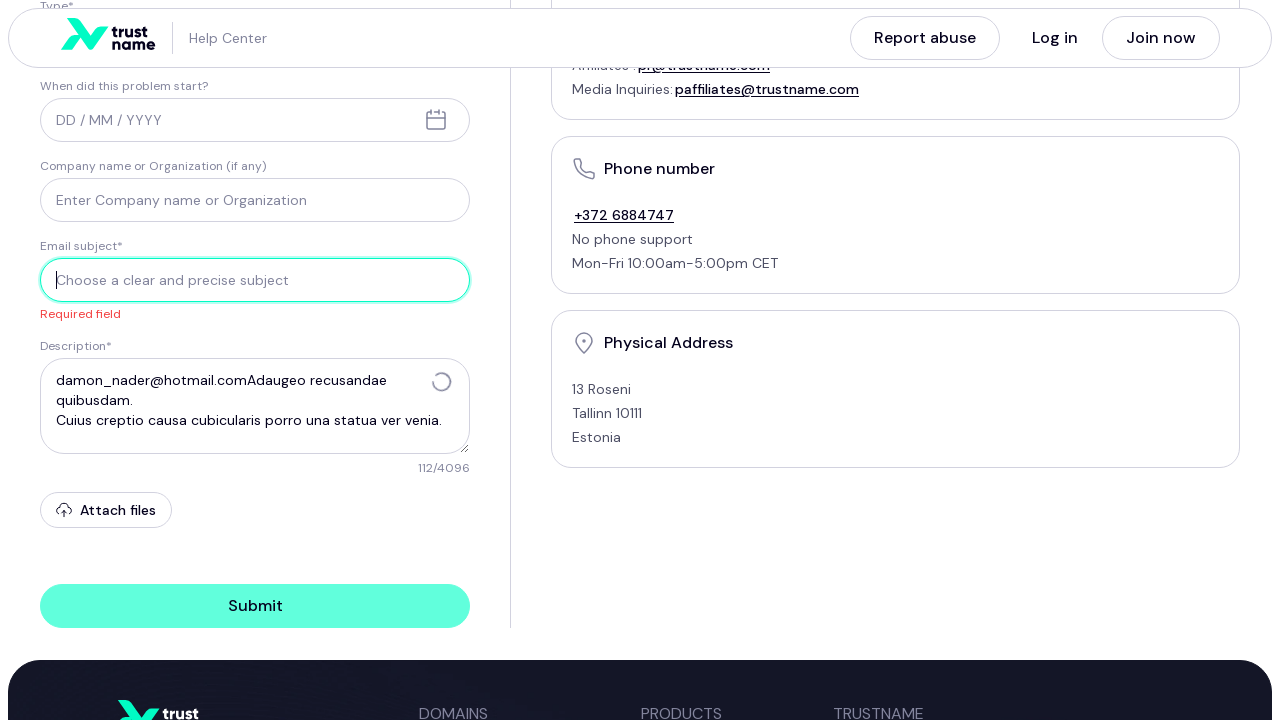 Type*
trust
name
Help Center
Report abuse
Log in
Join now
When did this problem start?
DD / MM / YYYY
Company name or Organization (if any)
Enter Company name or Organization
Email subject*
Choose a clear and precise subject
Required field
Description*
damon_nader@hotmail.comAdaugeo recusandae
quibusdam.
Cuius creptio causa cubicularis porro una statua ver venia.
112/4096
Attach files
Submit
Affiliates : pr@trustname.com
Media Inquiries: paffiliates@trustname.com
Phone number
+372 6884747
No phone support
Mon-Fri 10:00am-5:00pm CET
Physical Address
13 Roseni
Tallinn 10111
Estonia
trust
DOMAINS
PRODUCTS
TRUSTNAME